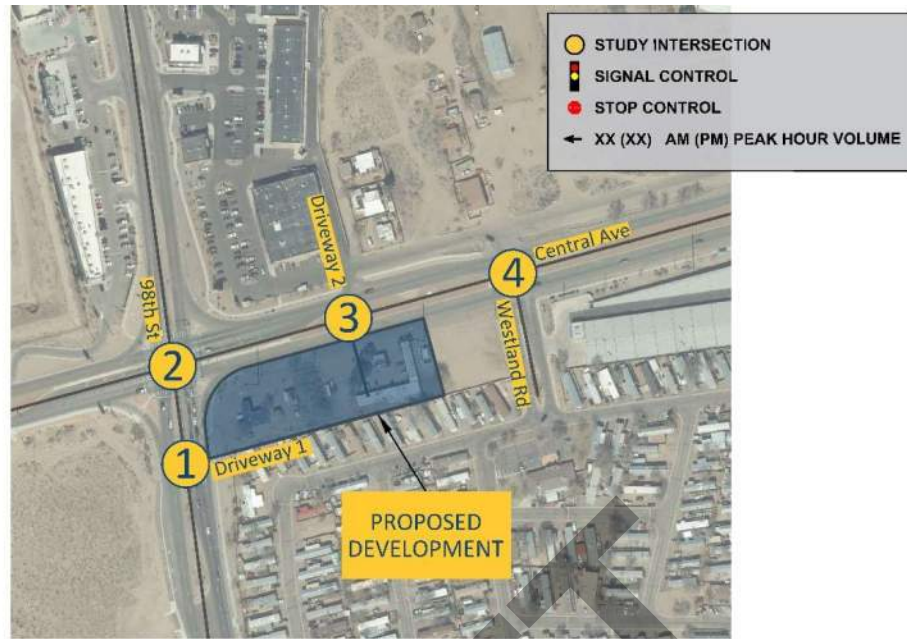 STUDY INTERSECTION
SIGNAL CONTROL
STOP CONTROL
XX (XX) AM (PM) PEAK HOUR VOLUME
Driveway 2
Central Ave
4
98th St
3
Westland Rd
2
1
Driveway 1
PROPOSED
DEVELOPMENT